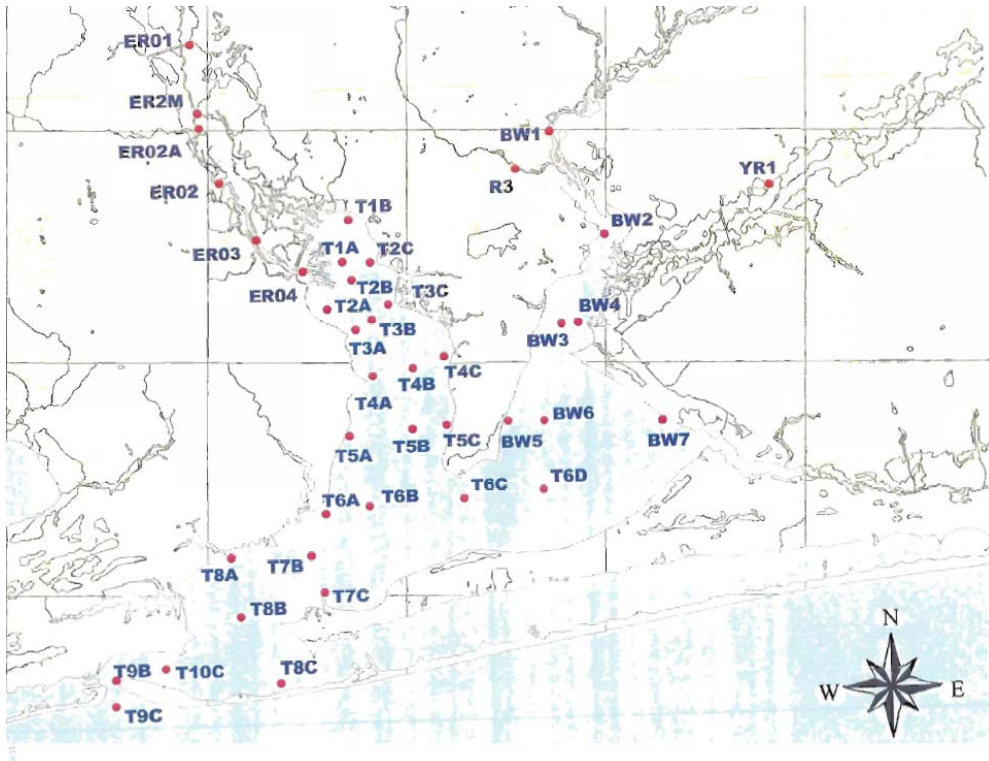 ER01
ER2M
BW1
ER02A
YR1
R3
ER02
T1B
BW2
ER03
T1A
T2C
ER04
T2B
T3C
T2A
BW4
T3B
BW3
T3A
T4C
T4B
T4A
BW6
BW5
BW7
T5B
T5C
T5A
T6D
T6C
T6A
T6B
T7B
T8A
T7C
T8B
N
T9B
T10C
T8C
W
E
T9C
S